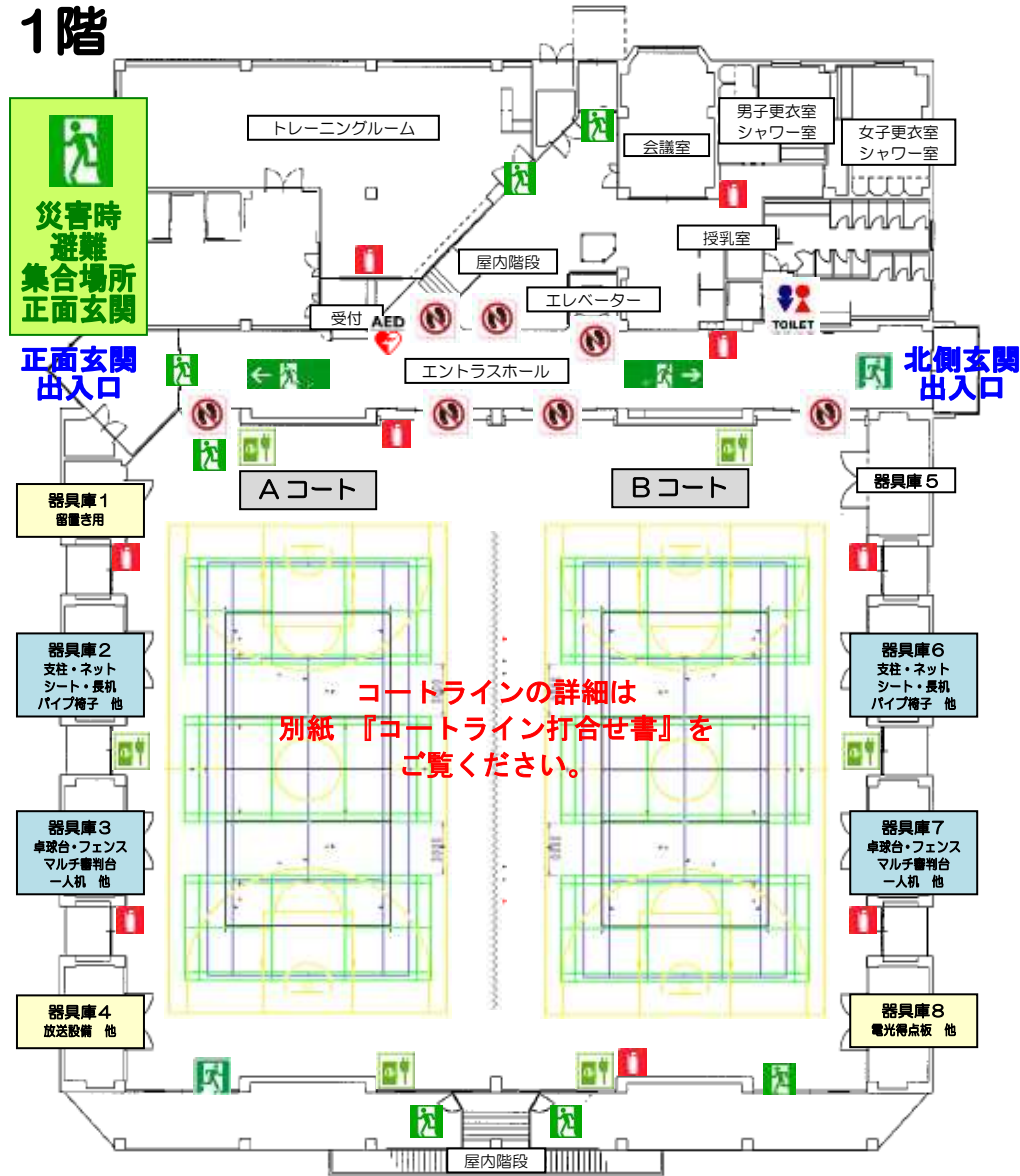 1階
災害時
避難
集合場所
正面玄関
トレーニングルーム
会議室
男子更衣室
シャワー室
女子更衣室
シャワー室
授乳室
屋内階段
エレベーター
受付
AED
TOILET
正面玄関
出入口
エントラスホール
北側玄関
出入口
Aコート
Bコート
器具庫1
留置き用
器具庫5
器具庫2
支柱・ネット
シート・長机
パイプ椅子 他
器具庫6
支柱・ネット
シート・長机
パイプ椅子 他
コートラインの詳細は
別紙 『コートライン打合せ書』を
ご覧ください。
器具庫3
卓球台・フェンス
マルチ審判台
一人机 他
器具庫7
卓球台・フェンス
マルチ審判台
一人机 他
器具庫4
放送設備 他
器具庫8
電光得点板 他
屋内階段